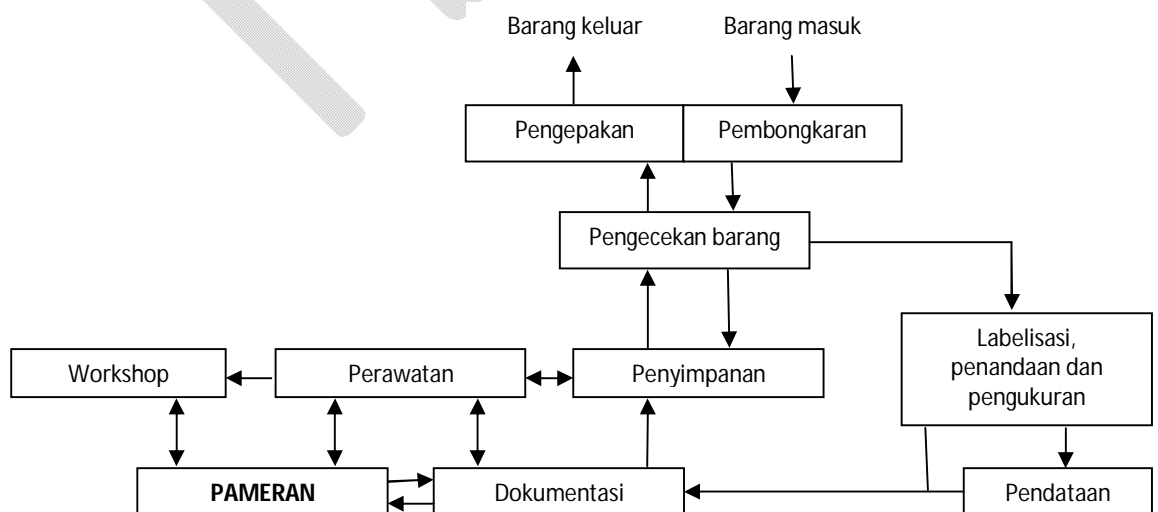 Barang keluar
Barang masuk
Pengepakan
Pembongkaran
Pengecekan barang
Labelisasi,
penandaan dan
pengukuran
Workshop
Perawatan
Penyimpanan
PAMERAN
Dokumentasi
Pendataan